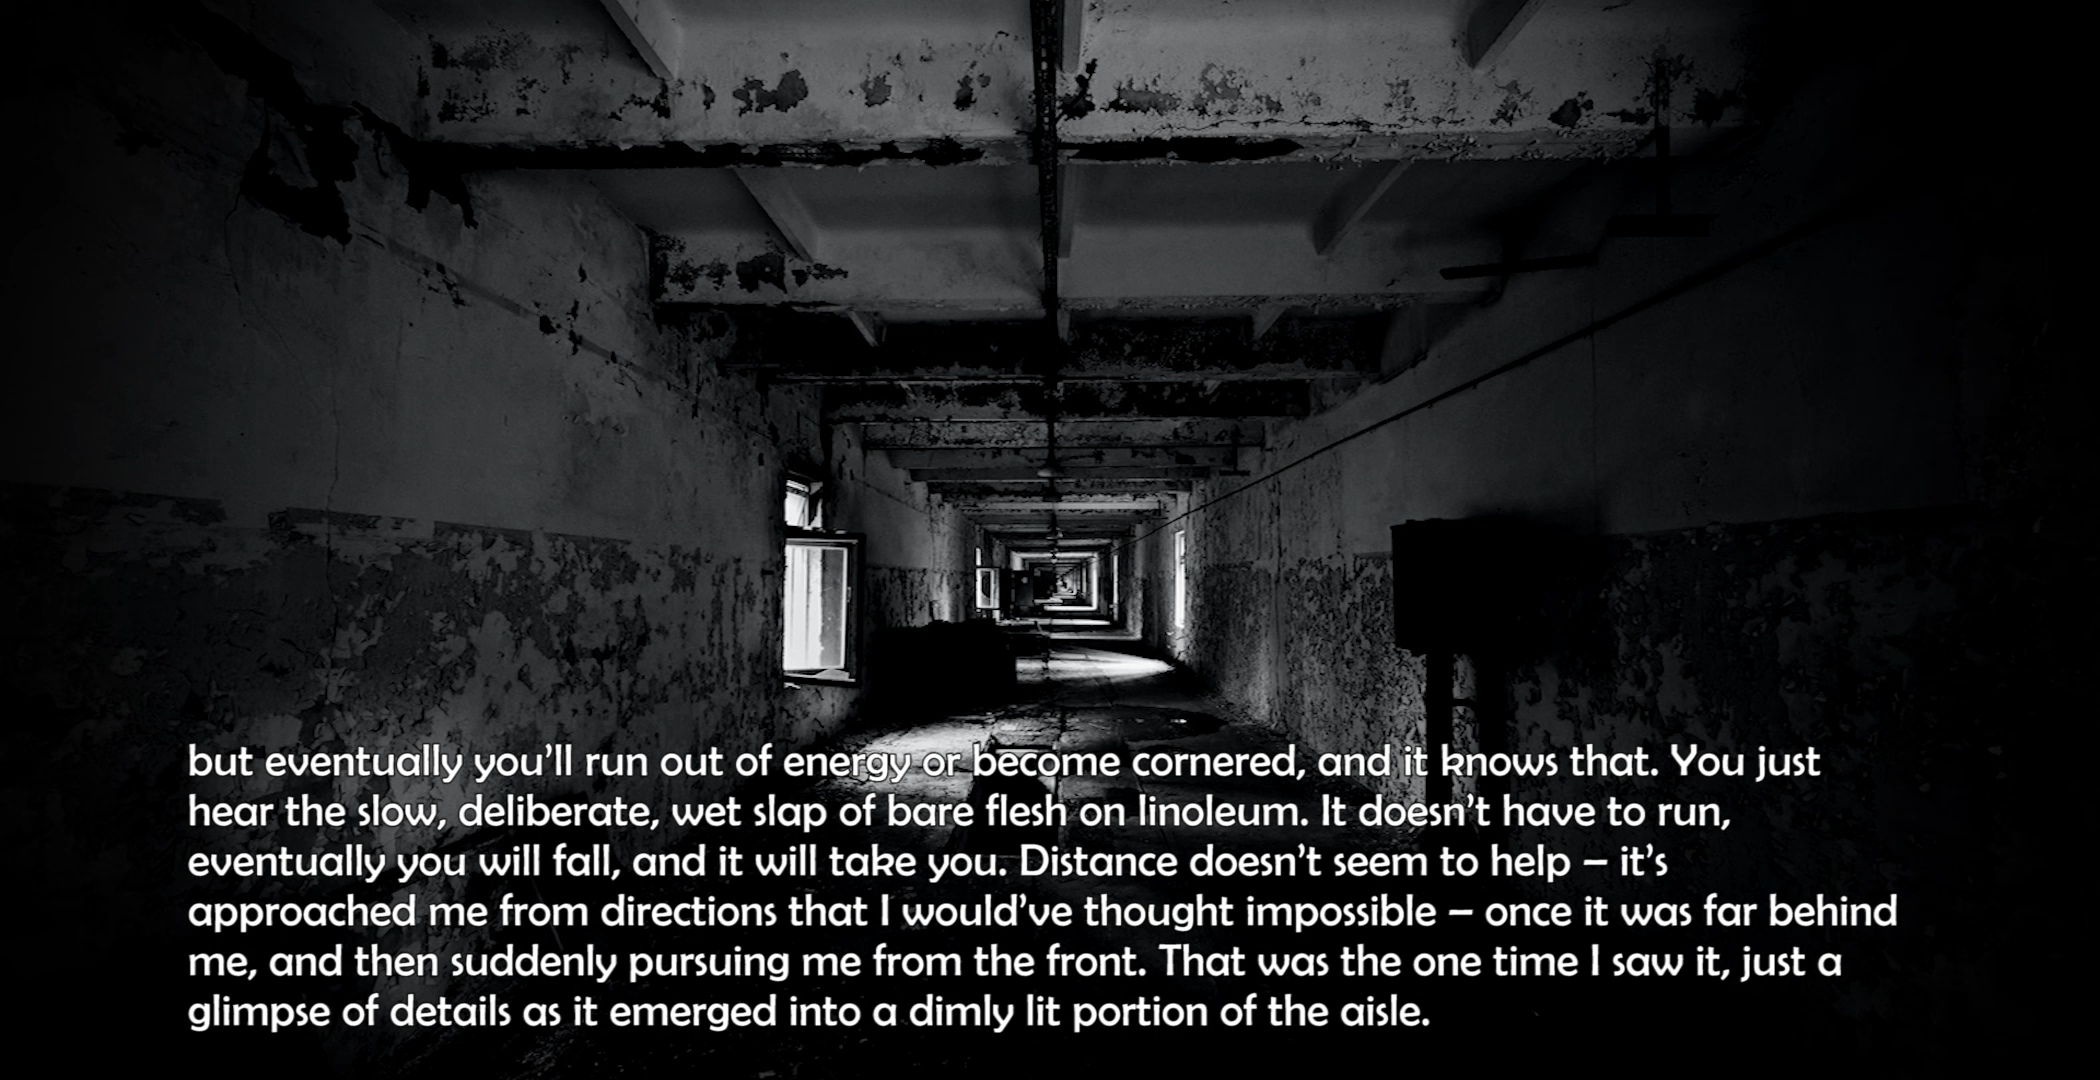 but eventually you’ll run out of energy or become cornered, and it knows that. You just
hear the slow, deliberate, wet slap of bare flesh on linoleum. It doesn’t have to run,
eventually you will fall, and it will take you. Distance doesn’t seem to help – it’s
approached me from directions that I would’ve thought impossible – once it was far behind
me, and then suddenly pursuing me from the front. That was the one time I saw it, just a
glimpse of details as it emerged into a dimly lit portion of the aisle.